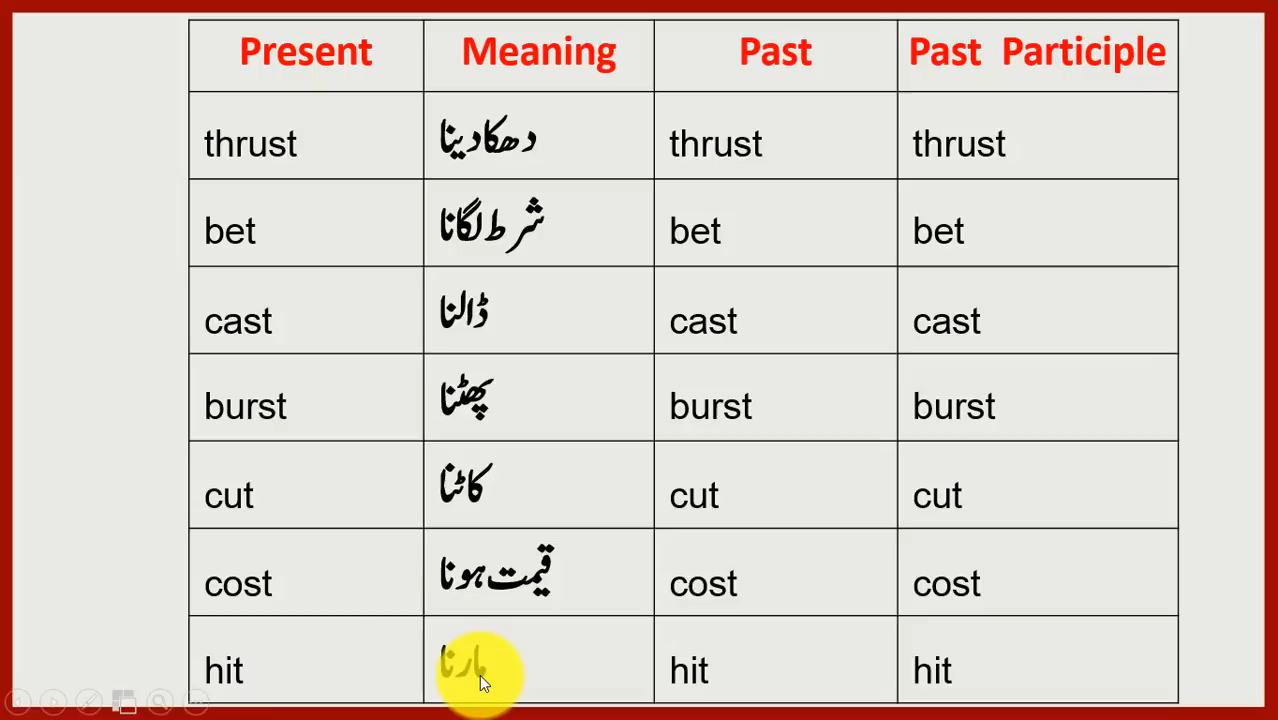 Present Meaning Past Past Participle
thrust دھکا دینا thrust thrust
bet شرط لگانا bet bet
cast ڈالنا cast cast
burst پھٹنا burst burst
cut کاٹنا cut cut
cost قیمت ہونا cost cost
hit مارنا hit hit